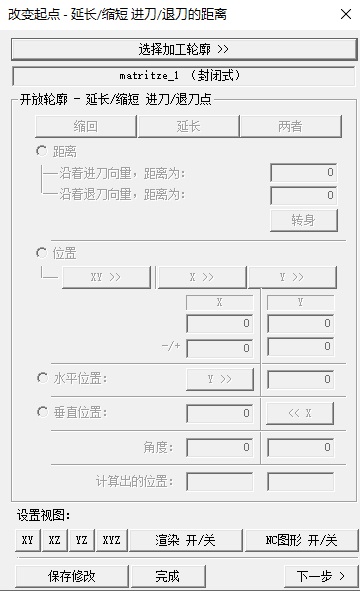 改变起点 - 延长/缩短 进刀/退刀的距离
选择加工轮廓 >>
matritze_1 （封闭式）
开放轮廓 - 延长/缩短 进刀/退刀点
缩回 延长 两者
距离
沿着进刀向量，距离为: 0
沿着退刀向量，距离为: 0
转身
位置
XY >> X >> Y >>
X Y
0 0
-/+ 0 0
水平位置: Y >> 0
垂直位置: 0 << X
角度: 0 0
计算出的位置:
设置视图:
XY XZ YZ XYZ 渲染 开/关 NC图形 开/关
保存修改 完成 下一步 >